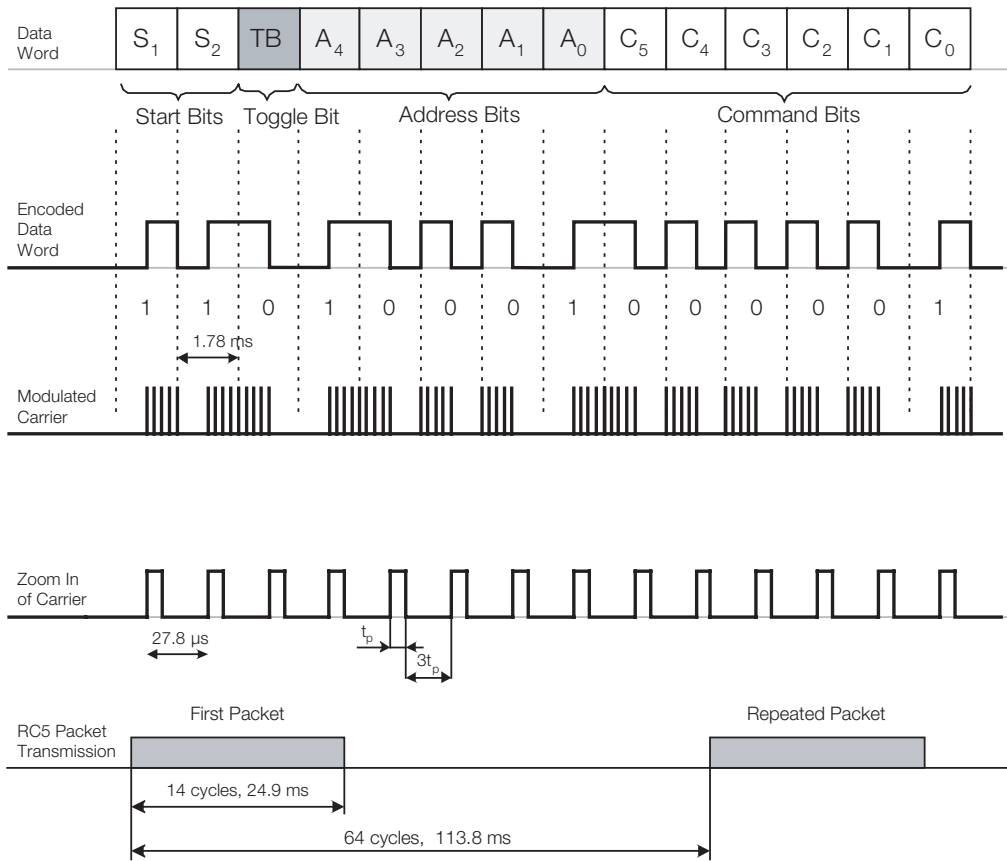 Data
Word
S1 S2 TB A4 A3 A2 A1 A0 C5 C4 C3 C2 C1 C0
Start Bits Toggle Bit Address Bits Command Bits
Encoded
Data
Word
1 1 0 1 0 0 0 1 0 0 0 0 0 1
1.78 ms
Modulated
Carrier
Zoom In
of Carrier
27.8 µs
tp
3tp
First Packet Repeated Packet
RC5 Packet
Transmission
14 cycles, 24.9 ms
64 cycles, 113.8 ms